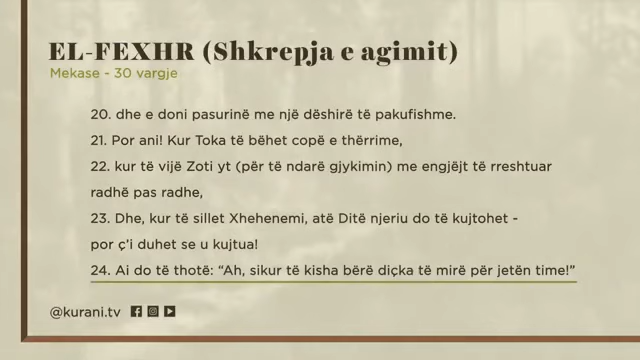 EL-FEXHR (Shkrepja e agimit)
Mekase - 30 vargje
20. dhe e doni pasurinë me një dëshirë të pakufishme.
21. Por ani! Kur Toka të bëhet copë e thërrime,
22. kur të vijë Zoti yt (për të ndarë gjykimin) me engjëjt të rreshtuar
radhë pas radhe,
23. Dhe, kur të sillet Xhehenemi, atë Ditë njeriu do të kujtohet -
por ç’i duhet se u kujtua!
24. Ai do të thotë: “Ah, sikur të kisha bërë diçka të mirë për jetën time!”
@kurani.tv